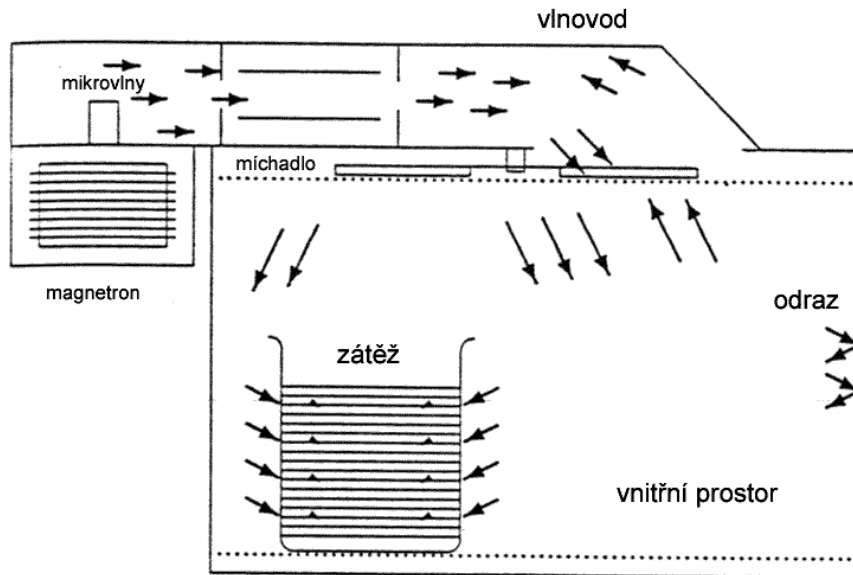 vlnovod
mikrovlny
míchadlo
magnetron
odraz
zátěž
vnitřní prostor